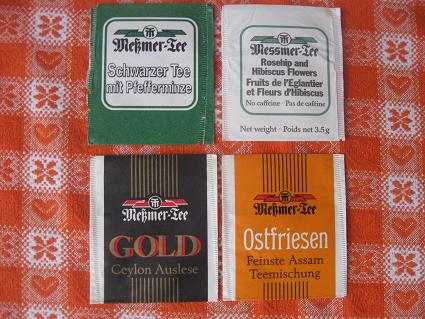 Meßmer-Tee
Schwarzer Tee
mit Pfefferminze
Messmer-Tee
Rosehip and
Hibiscus Flowers
Fruits de l'Eglantier
et Fleurs d'Hibiscus
No caffeine · Pas de caféine
Net weight · Poids net 3.5 g
Meßmer-Tee
GOLD
Ceylon Auslese
Meßmer-Tee
Ostfriesen
Feinste Assam
Teemischung